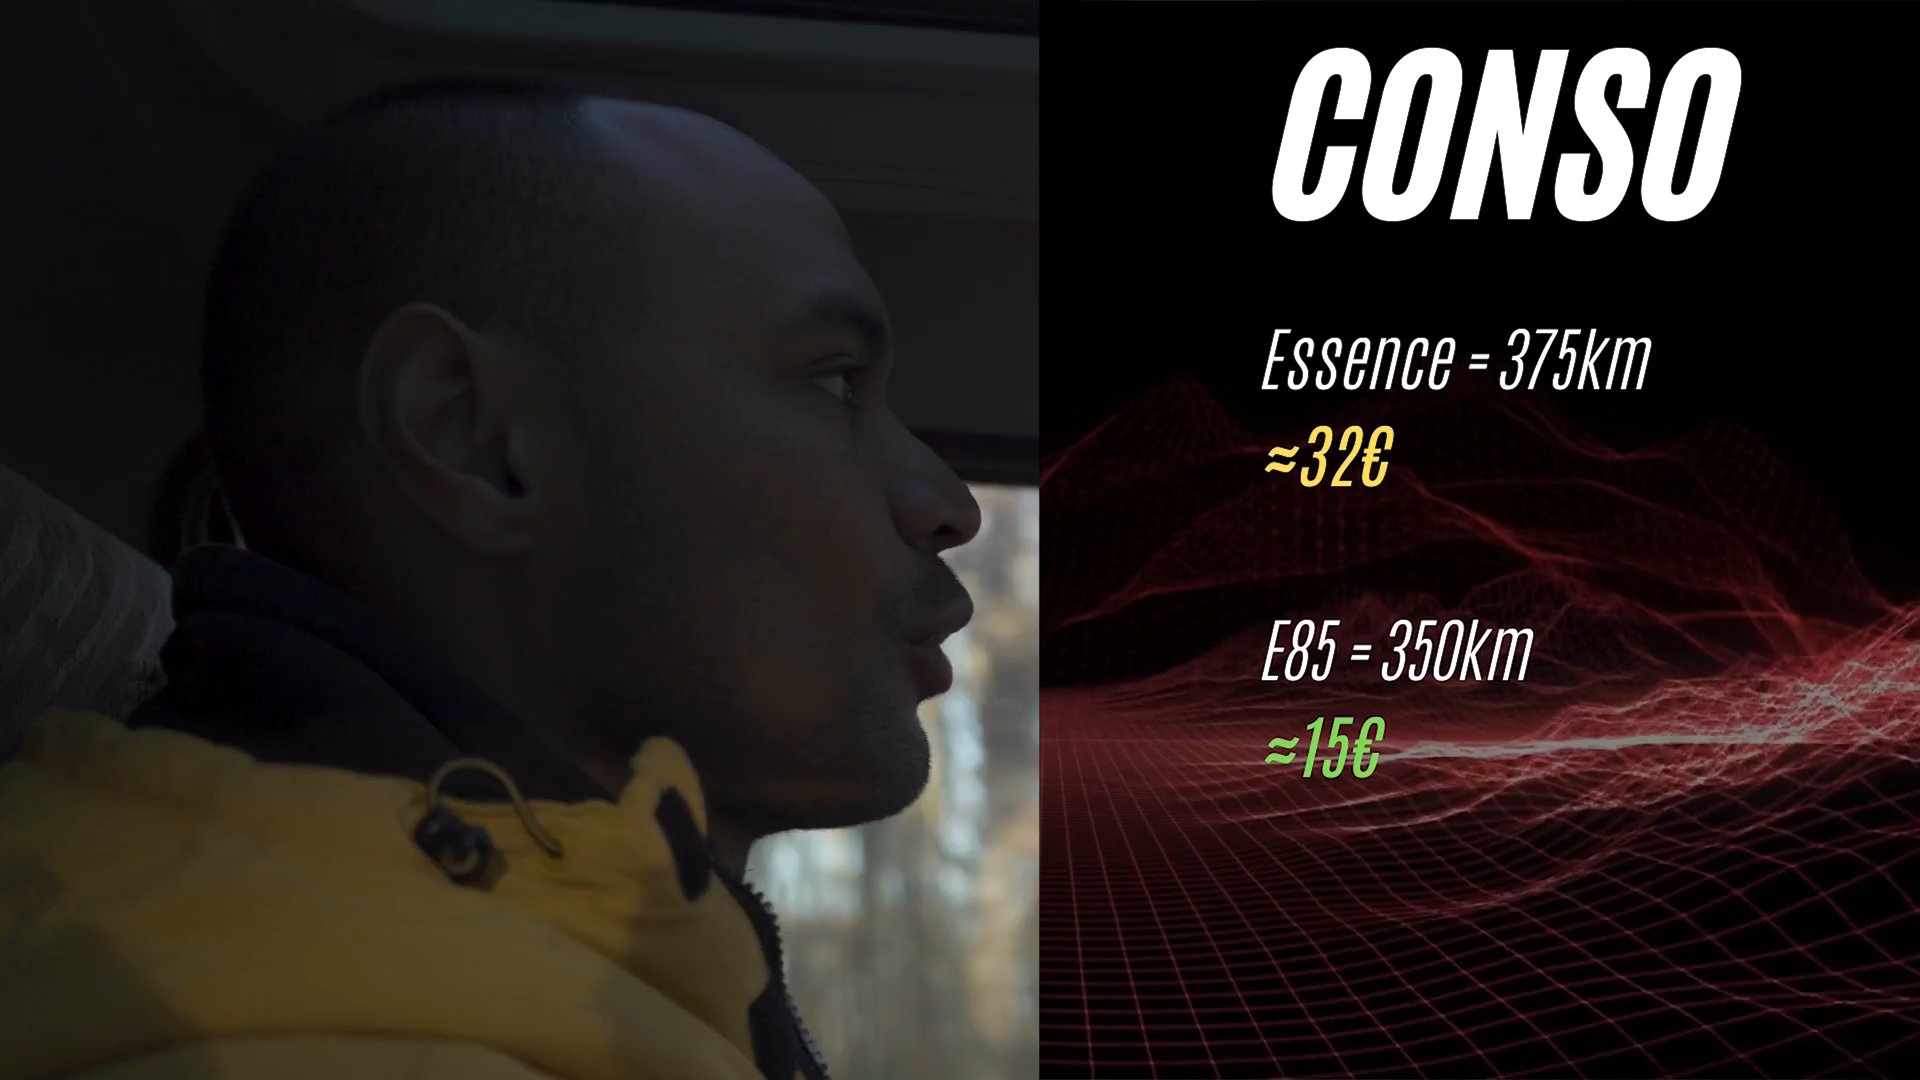 CONSO
Essence = 375km
≈32€
E85 = 350km
≈15€